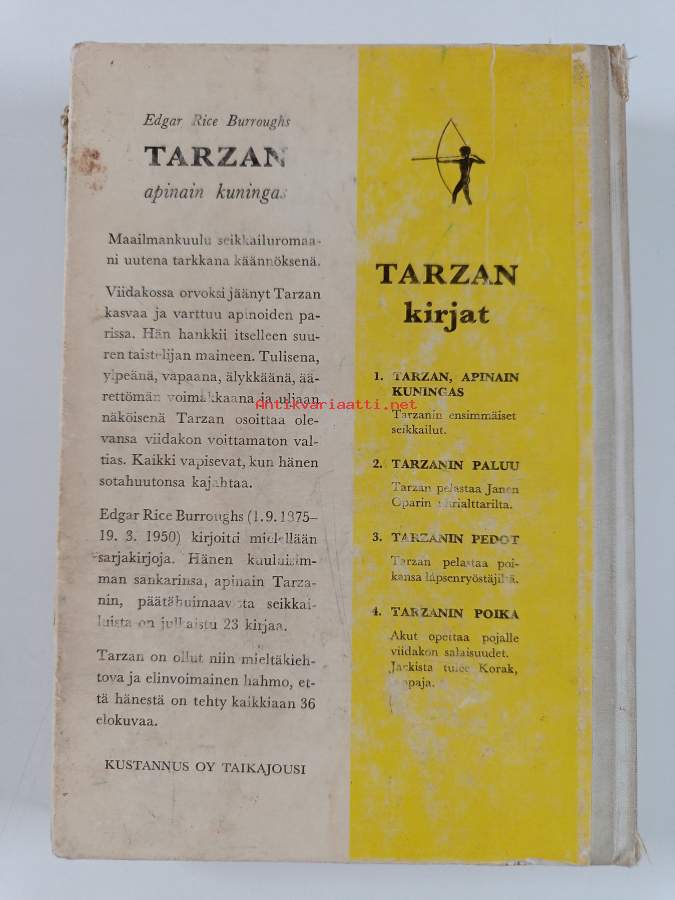 Edgar Rice Burroughs
TARZAN
apinain kuningas
Maailmankuulu seikkailuromaa-
ni uutena tarkkana käännöksenä.
Viidakossa orvoksi jäänyt Tarzan
kasvaa ja varttuu apinoiden pa-
rissa. Hän hankkii itselleen suu-
ren taistelijan maineen. Tulisena,
ylpeänä, vapaana, älykkäänä, ää-
rettömän voimakkaana ja uljaan
näköisenä Tarzan osoittaa ole-
vansa viidakon voittamaton val-
tias. Kaikki vapisevat, kun hänen
sotahuutonsa kajahtaa.
Edgar Rice Burroughs (1.9.1875–
19. 3. 1950) kirjoitti mielellään
sarjakirjoja. Hänen kuuluisim-
man sankarinsa, apinain Tarza-
nin, päätähuimaavista seikkai-
luista on julkaistu 23 kirjaa.
Tarzan on ollut niin mieltäkieh-
tova ja elinvoimainen hahmo, et-
tä hänestä on tehty kaikkiaan 36
elokuvaa.
KUSTANNUS OY TAIKAJOUSI
TARZAN
kirjat
1. TARZAN, APINAIN
KUNINGAS
Tarzanin ensimmäiset
seikkailut.
2. TARZANIN PALUU
Tarzan pelastaa Janen
Oparin uhrialttarilta.
3. TARZANIN PEDOT
Tarzan pelastaa poi-
kansa lapsenryöstäjiltä.
4. TARZANIN POIKA
Akut opettaa pojalle
viidakon salaisuudet.
Jackista tulee Korak,
Antikvariaatti.net